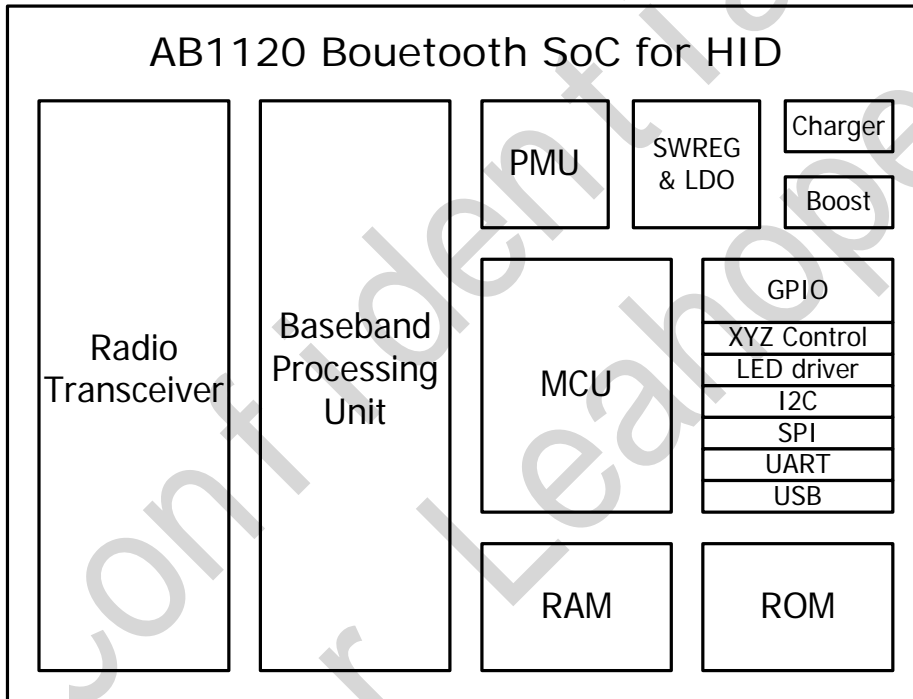 AB1120 Bouetooth SoC for HID
Radio
Transceiver
Baseband
Processing
Unit
PMU
SWREG
& LDO
Charger
Boost
MCU
GPIO
XYZ Control
LED driver
I2C
SPI
UART
USB
RAM
ROM